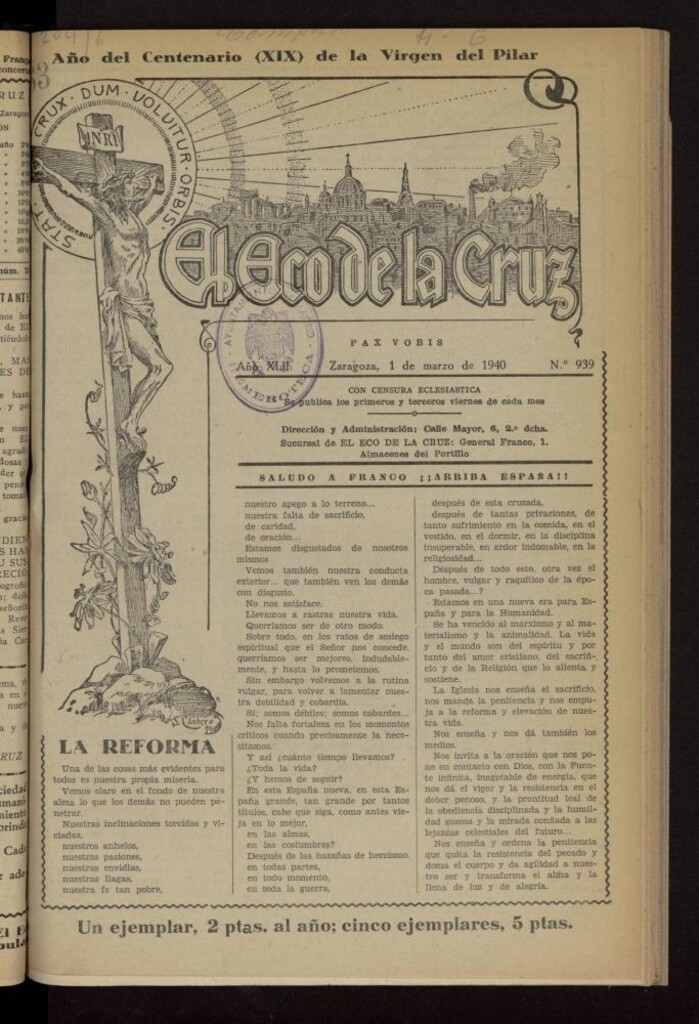 Año del Centenario (XIX) de la Virgen del Pilar
STAT · CRUX · DUM · VOLVITUR · ORBIS
INRI
El Eco de la Cruz
PAX VOBIS
Año XLII Zaragoza, 1 de marzo de 1940 N.º 939
CON CENSURA ECLESIASTICA
Se publica los primeros y terceros viernes de cada mes
Dirección y Administración: Calle Mayor, 6, 2.º dcha.
Sucursal de EL ECO DE LA CRUZ: General Franco, 1.
Almacenes del Portillo
SALUDO A FRANCO ¡¡ARRIBA ESPAÑA!!
LA REFORMA
Una de las cosas más evidentes para
todos es nuestra propia miseria.
Vemos claro en el fondo de nuestra
alma lo que los demás no pueden pe-
netrar.
Nuestras inclinaciones torcidas y vi-
ciadas,
nuestros anhelos,
nuestras pasiones,
nuestras envidias,
nuestras llagas,
nuestra fe tan pobre,
nuestro apego a lo terreno...
nuestra falta de sacrificio,
de caridad,
de oración...
Estamos disgustados de nosotros
mismos
Vemos también nuestra conducta
exterior... que también ven los demás
con disgusto.
No nos satisface.
Llevamos a rastras nuestra vida.
Querríamos ser de otro modo.
Sobre todo, en los ratos de sosiego
espiritual que el Señor nos concede,
querríamos ser mejores, indudable-
mente, y hasta lo prometemos.
Sin embargo volvemos a la rutina
vulgar, para volver a lamentar nues-
tra debilidad y cobardía.
Sí; somos débiles; somos cobardes...
Nos falta fortaleza en los momentos
críticos cuando precisamente la nece-
sitamos.
Y así ¿cuánto tiempo llevamos?
¿Toda la vida?
¿Y hemos de seguir?
En esta España nueva, en esta Es-
paña grande, tan grande por tantos
títulos, cabe que siga, como antes vie-
ja en lo mejor,
en las almas,
en las costumbres?
Después de las hazañas de heroísmo.
en todas partes,
en todo momento,
en toda la guerra,
después de esta cruzada,
después de tantas privaciones, de
tanto sufrimiento en la comida, en el
vestido, en el dormir, en la disciplina
insuperable, en ardor indomable, en la
religiosidad...
Después de todo esto, otra vez el
hombre, vulgar y raquítico de la épo-
ca pasada...?
Estamos en una nueva era para Es-
paña y para la Humanidad.
Se ha vencido al marxismo y al ma-
terialismo y la animalidad. La vida
y el mundo son del espíritu y por
tanto del amor cristiano, del sacrifi-
cio y de la Religión que lo alienta y
sostiene.
La Iglesia nos enseña el sacrificio,
nos manda la penitencia y nos empu-
ja a la reforma y elevación de nues-
tra vida.
Nos enseña y nos dá también los
medios.
Nos invita a la oración que nos po-
ne en contacto con Dios, con la Fuen-
te infinita, inagotable de energía, que
nos dá el vigor y la resistencia en el
deber penoso, y la prontitud leal de
la obediencia disciplinada y la humil-
dad gozosa y la mirada confiada a las
lejanías celestiales del futuro...
Nos enseña y ordena la penitencia
que quita la resistencia del pecado y
doma el cuerpo y da agilidad a nues-
tro ser y transforma el alma y la
llena de luz y de alegría.
Un ejemplar, 2 ptas. al año; cinco ejemplares, 5 ptas.